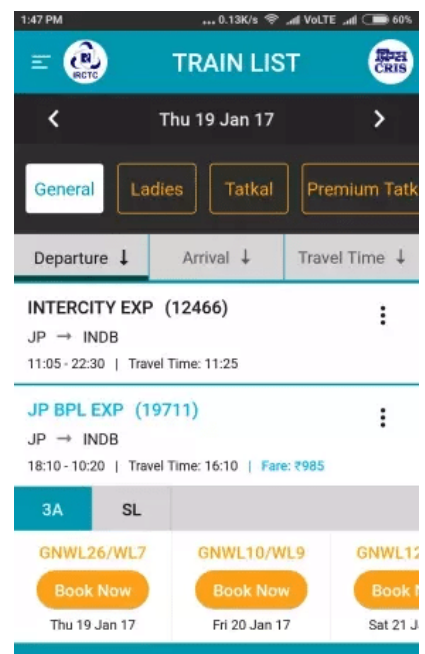 1:47 PM ... 0.13K/s VoLTE 60%
IRCTC TRAIN LIST क्रिस CRIS
Thu 19 Jan 17
General Ladies Tatkal Premium Tatk
Departure ↓ Arrival ↓ Travel Time ↓
INTERCITY EXP (12466)
JP → INDB
11:05 - 22:30 | Travel Time: 11:25
JP BPL EXP (19711)
JP → INDB
18:10 - 10:20 | Travel Time: 16:10 | Fare: ₹985
3A SL
GNWL26/WL7 GNWL10/WL9 GNWL12
Book Now Book Now Book
Thu 19 Jan 17 Fri 20 Jan 17 Sat 21 J